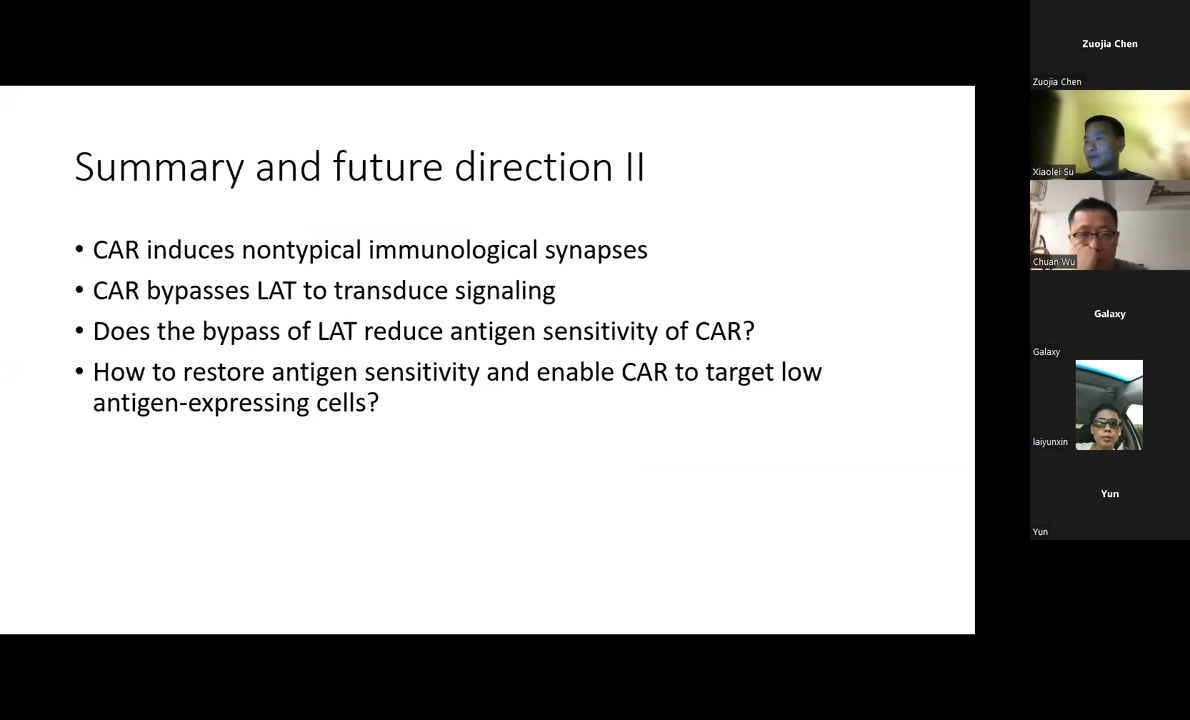 Summary and future direction II
• CAR induces nontypical immunological synapses
• CAR bypasses LAT to transduce signaling
• Does the bypass of LAT reduce antigen sensitivity of CAR?
• How to restore antigen sensitivity and enable CAR to target low
antigen-expressing cells?
Zuojia Chen
Zuojia Chen
Xiaolei Su
Chuan Wu
Galaxy
Galaxy
laiyunxin
Yun
Yun